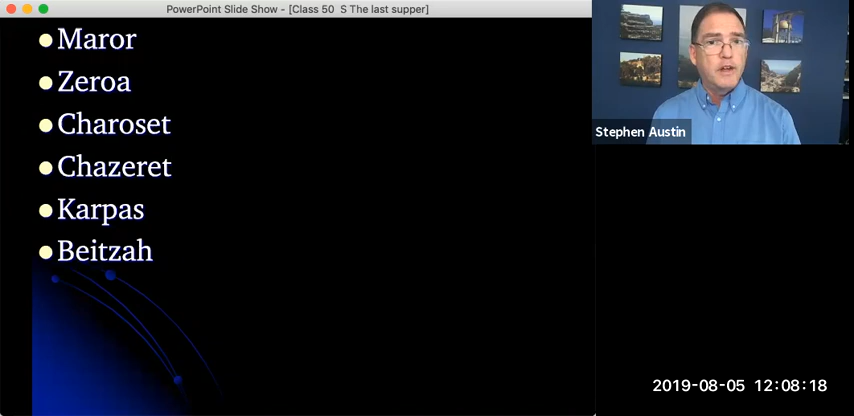 PowerPoint Slide Show - [Class 50 S The last supper]
Maror
Zeroa
Charoset
Chazeret
Karpas
Beitzah
Stephen Austin
2019-08-05 12:08:18